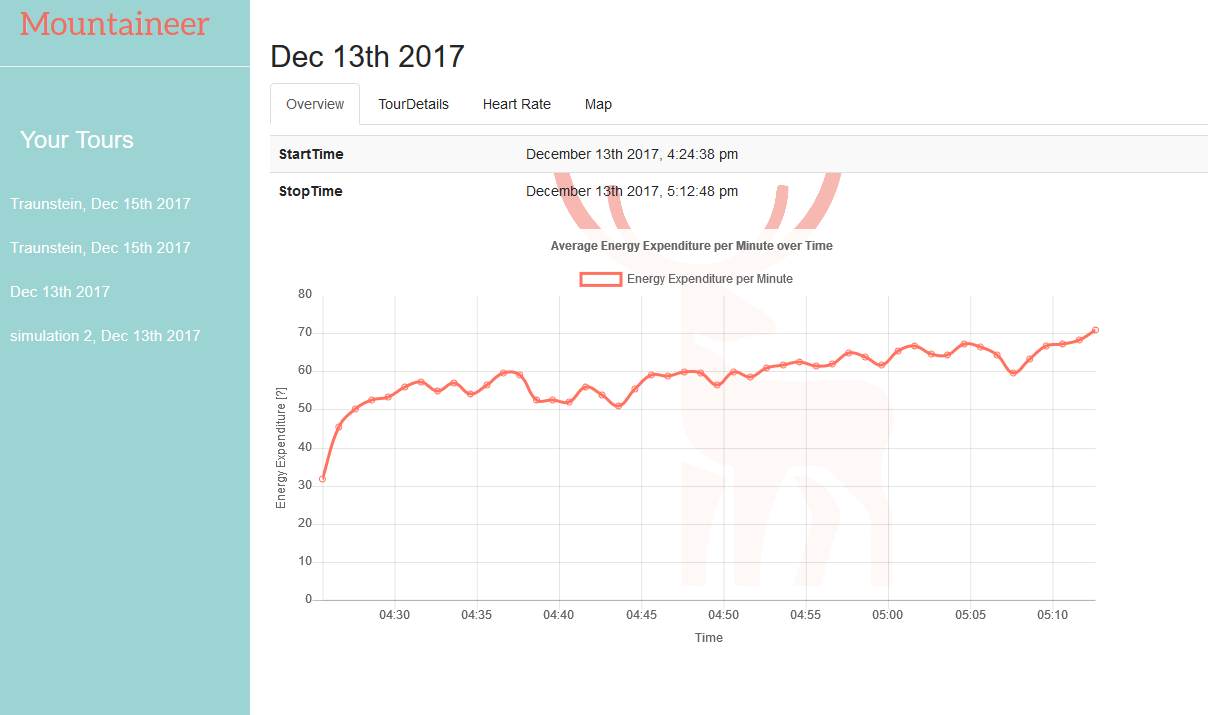 Mountaineer
Dec 13th 2017
Overview TourDetails Heart Rate Map
Your Tours
StartTime December 13th 2017, 4:24:38 pm
StopTime December 13th 2017, 5:12:48 pm
Traunstein, Dec 15th 2017
Traunstein, Dec 15th 2017
Dec 13th 2017
simulation 2, Dec 13th 2017
Average Energy Expenditure per Minute over Time
Energy Expenditure per Minute
80
70
60
50
40
30
20
10
0
Energy Expenditure [?]
04:30 04:35 04:40 04:45 04:50 04:55 05:00 05:05 05:10
Time